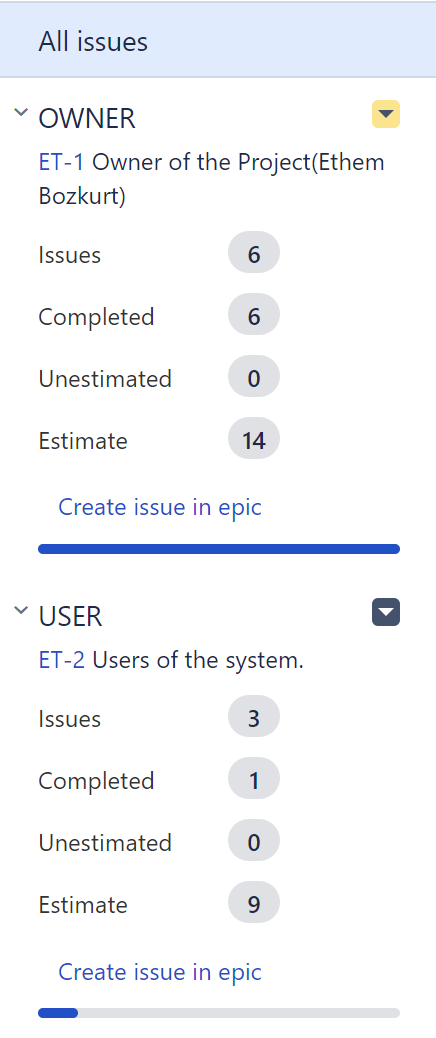 All issues
OWNER
ET-1 Owner of the Project(Ethem
Bozkurt)
Issues 6
Completed 6
Unestimated 0
Estimate 14
Create issue in epic
USER
ET-2 Users of the system.
Issues 3
Completed 1
Unestimated 0
Estimate 9
Create issue in epic